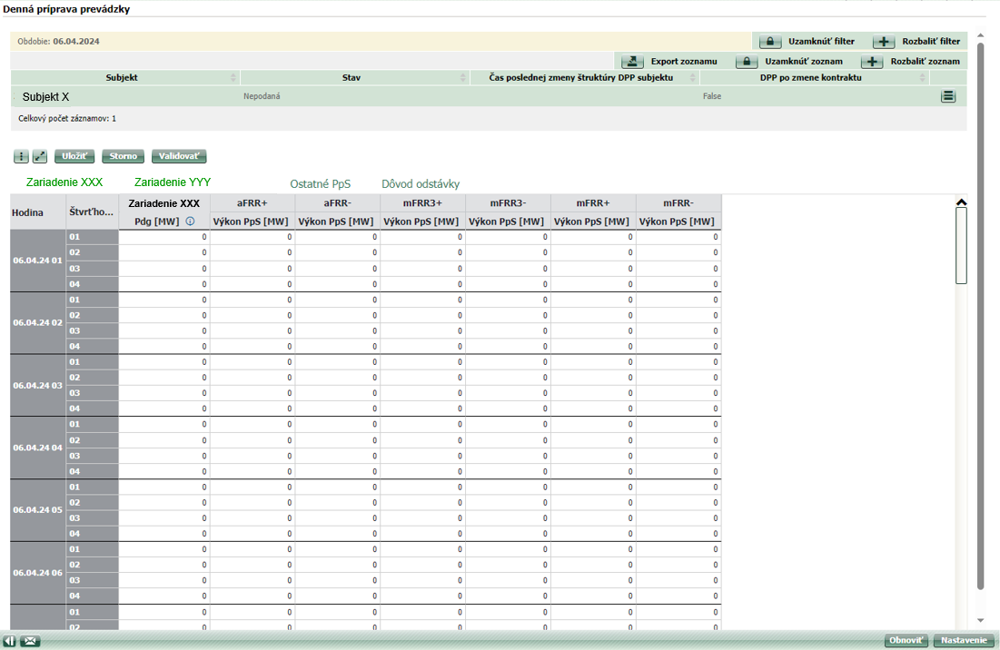 Denná príprava prevádzky
Obdobie: 06.04.2024
Uzamknúť filter Rozbaliť filter
Export zoznamu Uzamknúť zoznam Rozbaliť zoznam
Subjekt Stav Čas poslednej zmeny štruktúry DPP subjektu DPP po zmene kontraktu
Subjekt X Nepodaná False
Celkový počet záznamov: 1
Uložiť Storno Validovať
Zariadenie XXX Zariadenie YYY Ostatné PpS Dôvod odstávky
Hodina Štvrťho... Zariadenie XXX aFRR+ aFRR- mFRR3+ mFRR3- mFRR+ mFRR-
Pdg [MW] Výkon PpS [MW] Výkon PpS [MW] Výkon PpS [MW] Výkon PpS [MW] Výkon PpS [MW] Výkon PpS [MW]
06.04.24 01
01 0 0 0 0 0 0 0
02 0 0 0 0 0 0 0
03 0 0 0 0 0 0 0
04 0 0 0 0 0 0 0
06.04.24 02
01 0 0 0 0 0 0 0
02 0 0 0 0 0 0 0
03 0 0 0 0 0 0 0
04 0 0 0 0 0 0 0
06.04.24 03
01 0 0 0 0 0 0 0
02 0 0 0 0 0 0 0
03 0 0 0 0 0 0 0
04 0 0 0 0 0 0 0
06.04.24 04
01 0 0 0 0 0 0 0
02 0 0 0 0 0 0 0
03 0 0 0 0 0 0 0
04 0 0 0 0 0 0 0
06.04.24 05
01 0 0 0 0 0 0 0
02 0 0 0 0 0 0 0
03 0 0 0 0 0 0 0
04 0 0 0 0 0 0 0
06.04.24 06
01 0 0 0 0 0 0 0
02 0 0 0 0 0 0 0
03 0 0 0 0 0 0 0
04 0 0 0 0 0 0 0
01 0 0 0 0 0 0 0
02 0 0 0 0 0 0 0
Obnoviť Nastavenie